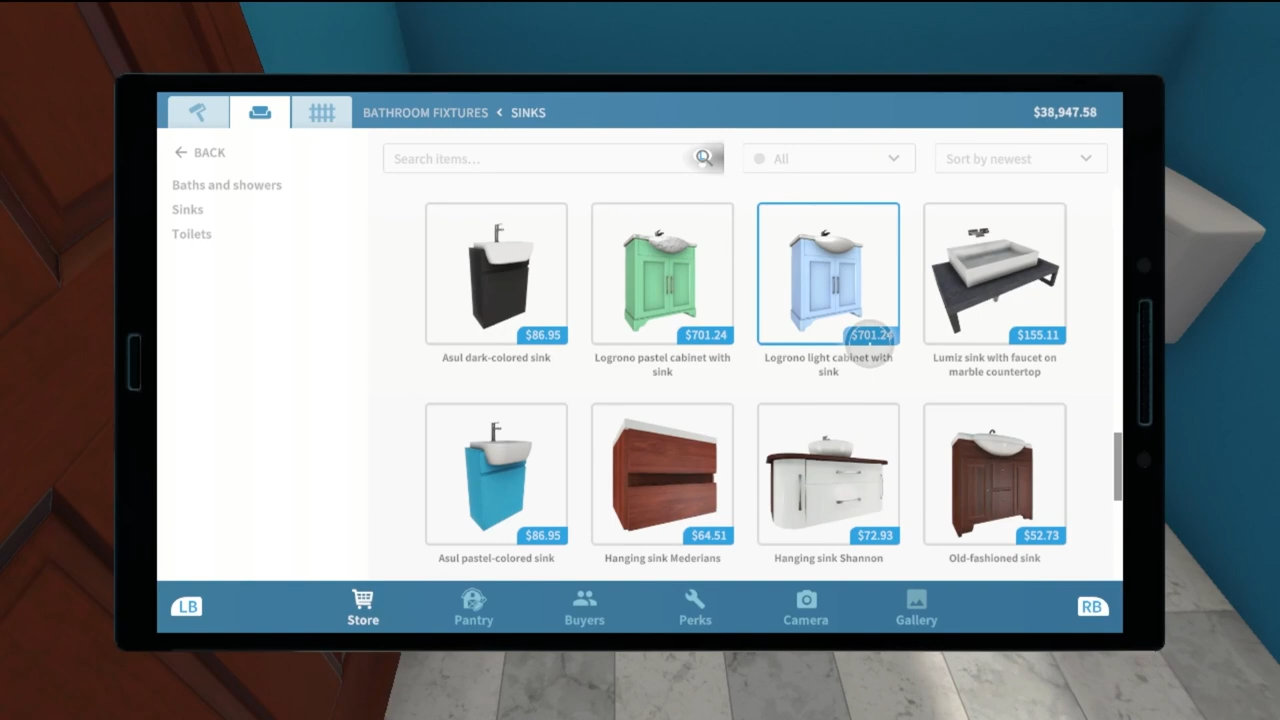 BATHROOM FIXTURES < SINKS
$38,947.58
BACK
Search items...
All
Sort by newest
Baths and showers
Sinks
Toilets
$86.95
$701.24
$701.24
$155.11
Asul dark-colored sink
Logrono pastel cabinet with
sink
Logrono light cabinet with
sink
Lumiz sink with faucet on
marble countertop
$86.95
$64.51
$72.93
$52.73
Asul pastel-colored sink
Hanging sink Mederians
Hanging sink Shannon
Old-fashioned sink
LB
Store
Pantry
Buyers
Perks
Camera
Gallery
RB